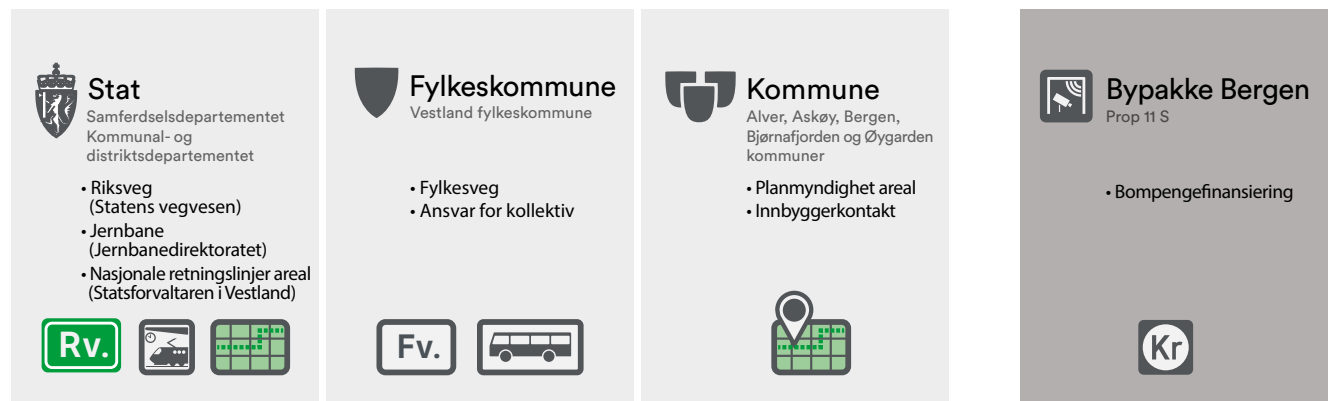 Stat
Samferdselsdepartementet
Kommunal- og
distriktsdepartementet
• Riksveg
(Statens vegvesen)
• Jernbane
(Jernbanedirektoratet)
• Nasjonale retningslinjer areal
(Statsforvaltaren i Vestland)
Rv.
Fylkeskommune
Vestland fylkeskommune
• Fylkesveg
• Ansvar for kollektiv
Fv.
Kommune
Alver, Askøy, Bergen,
Bjørnafjorden og Øygarden
kommuner
• Planmyndighet areal
• Innbyggerkontakt
Bypakke Bergen
Prop 11 S
• Bompengefinansiering
Kr